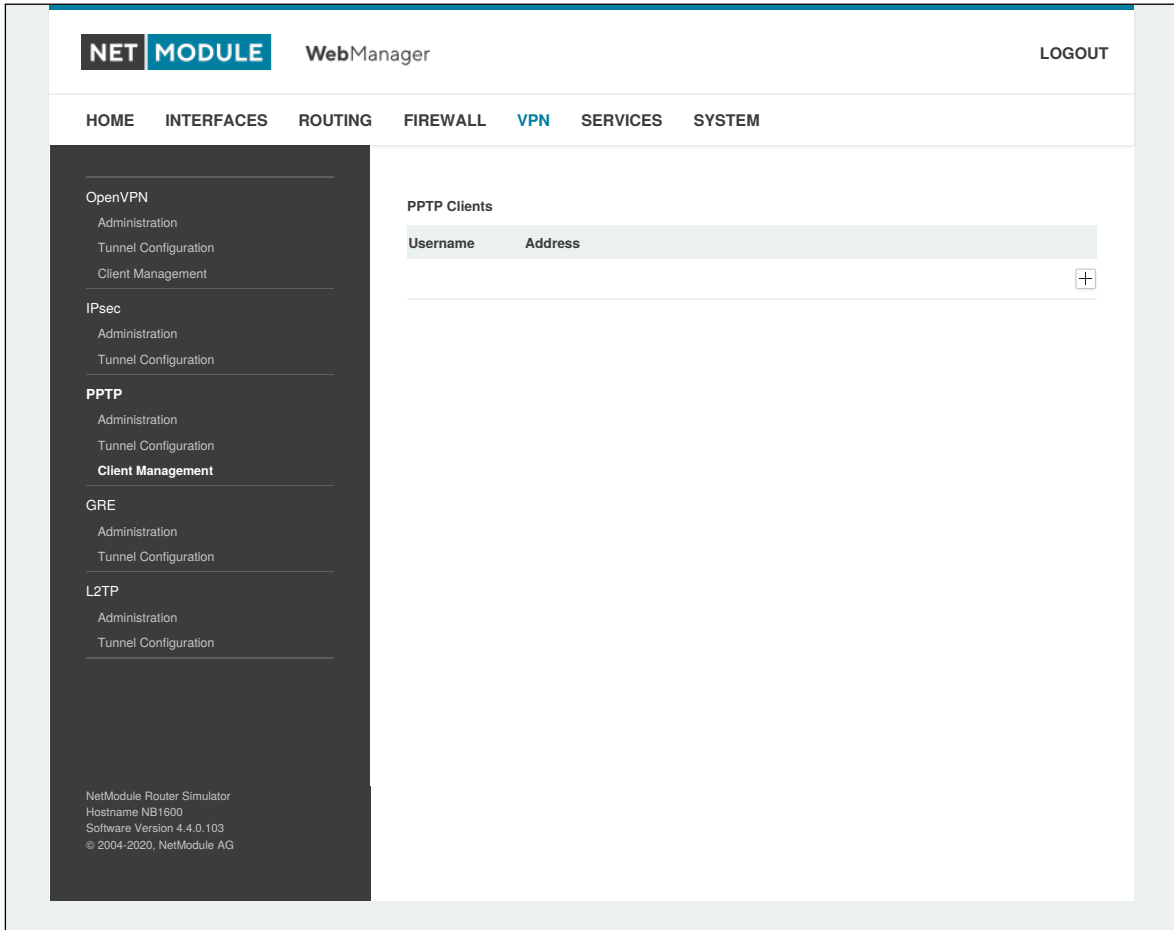 NET MODULE WebManager LOGOUT
HOME INTERFACES ROUTING FIREWALL VPN SERVICES SYSTEM
OpenVPN
Administration
Tunnel Configuration
Client Management
IPsec
Administration
Tunnel Configuration
PPTP
Administration
Tunnel Configuration
Client Management
GRE
Administration
Tunnel Configuration
L2TP
Administration
Tunnel Configuration
NetModule Router Simulator
Hostname NB1600
Software Version 4.4.0.103
© 2004-2020, NetModule AG
PPTP Clients
Username Address